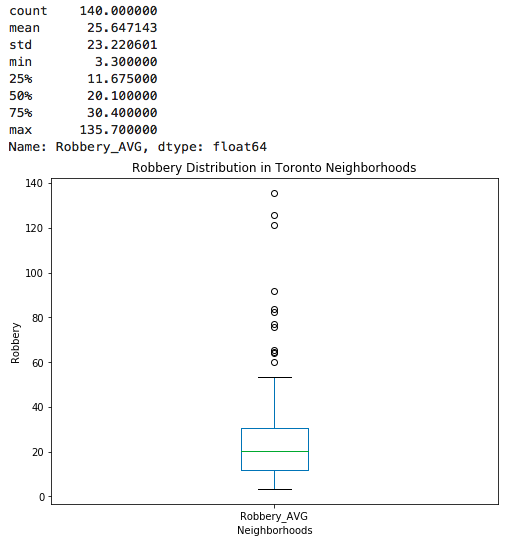 count 140.000000
mean 25.647143
std 23.220601
min 3.300000
25% 11.675000
50% 20.100000
75% 30.400000
max 135.700000
Name: Robbery_AVG, dtype: float64
Robbery Distribution in Toronto Neighborhoods
140
120
100
80
60
40
20
0
Robbery
Robbery_AVG
Neighborhoods